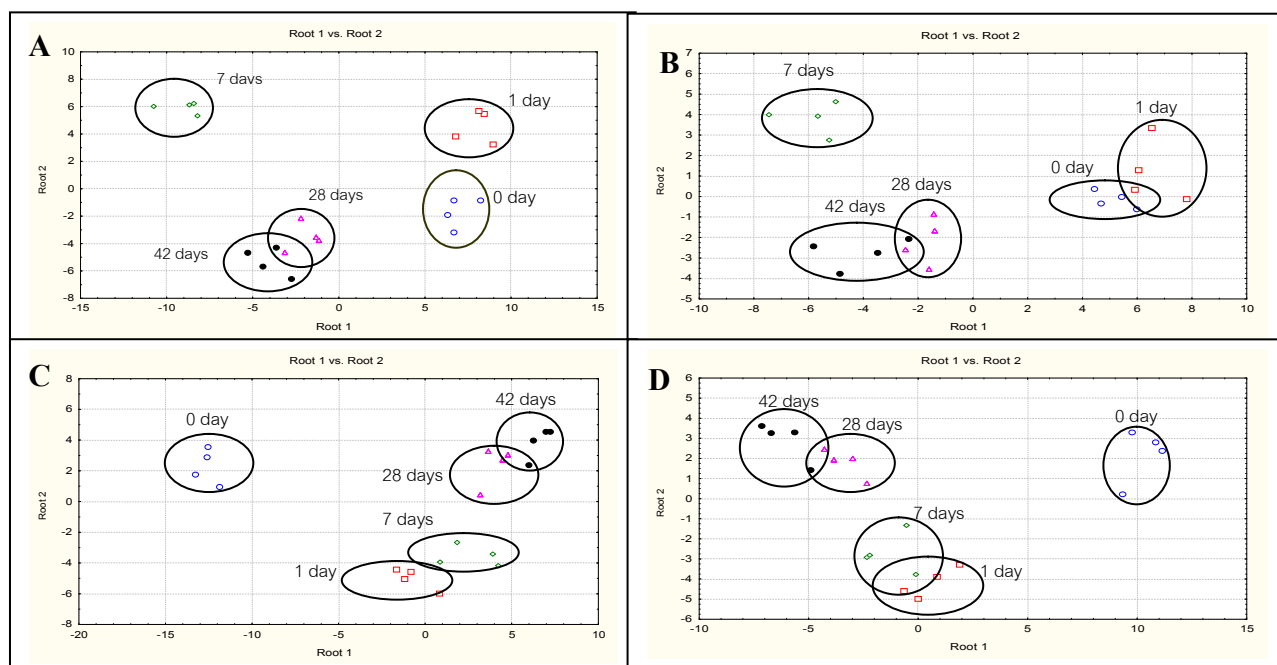 A
Root 1 vs. Root 2
10
8
6
4
2
0
-2
-4
-6
-8
Root 2
7 days
1 day
0 day
28 days
42 days
-15 -10 -5 0 5 10 15
Root 1
B
Root 1 vs. Root 2
7
6
5
4
3
2
1
0
-1
-2
-3
-4
-5
Root 2
7 days
1 day
0 day
28 days
42 days
-10 -8 -6 -4 -2 0 2 4 6 8 10
Root 1
C
Root 1 vs. Root 2
8
6
4
2
0
-2
-4
-6
-8
Root 2
0 day
42 days
28 days
7 days
1 day
-20 -15 -10 -5 0 5 10
Root 1
D
Root 1 vs. Root 2
6
5
4
3
2
1
0
-1
-2
-3
-4
-5
-6
Root 2
42 days
28 days
0 day
7 days
1 day
-10 -5 0 5 10 15
Root 1